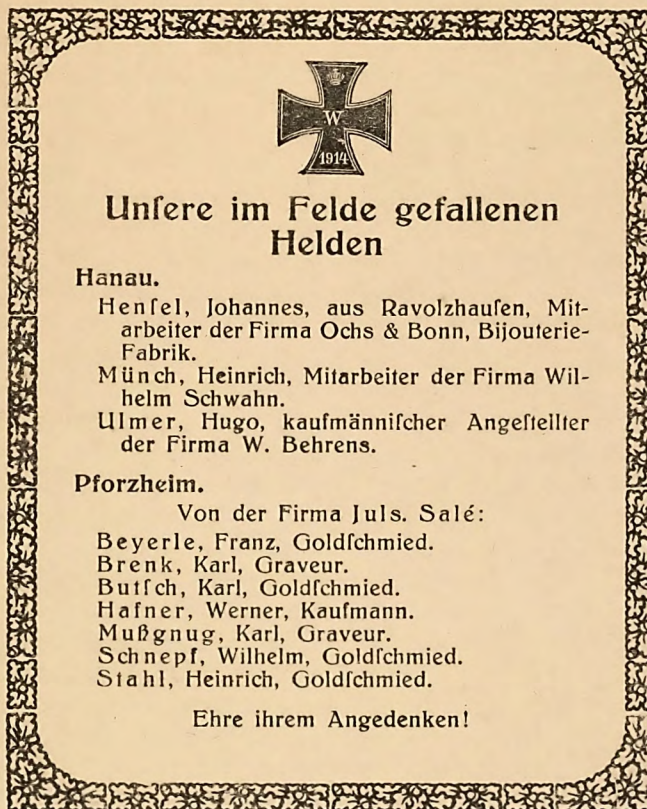 W
1914
Unſere im Felde gefallenen
Helden
Hanau.
Henſel, Johannes, aus Ravolzhauſen, Mit-
arbeiter der Firma Ochs & Bonn, Bijouterie-
Fabrik.
Münch, Heinrich, Mitarbeiter der Firma Wil-
helm Schwahn.
Ulmer, Hugo, kaufmänniſcher Angeſtellter
der Firma W. Behrens.
Pforzheim.
Von der Firma Juls. Salé:
Beyerle, Franz, Goldſchmied.
Brenk, Karl, Graveur.
Butſch, Karl, Goldſchmied.
Hafner, Werner, Kaufmann.
Mußgnug, Karl, Graveur.
Schnepf, Wilhelm, Goldſchmied.
Stahl, Heinrich, Goldſchmied.
Ehre ihrem Angedenken!